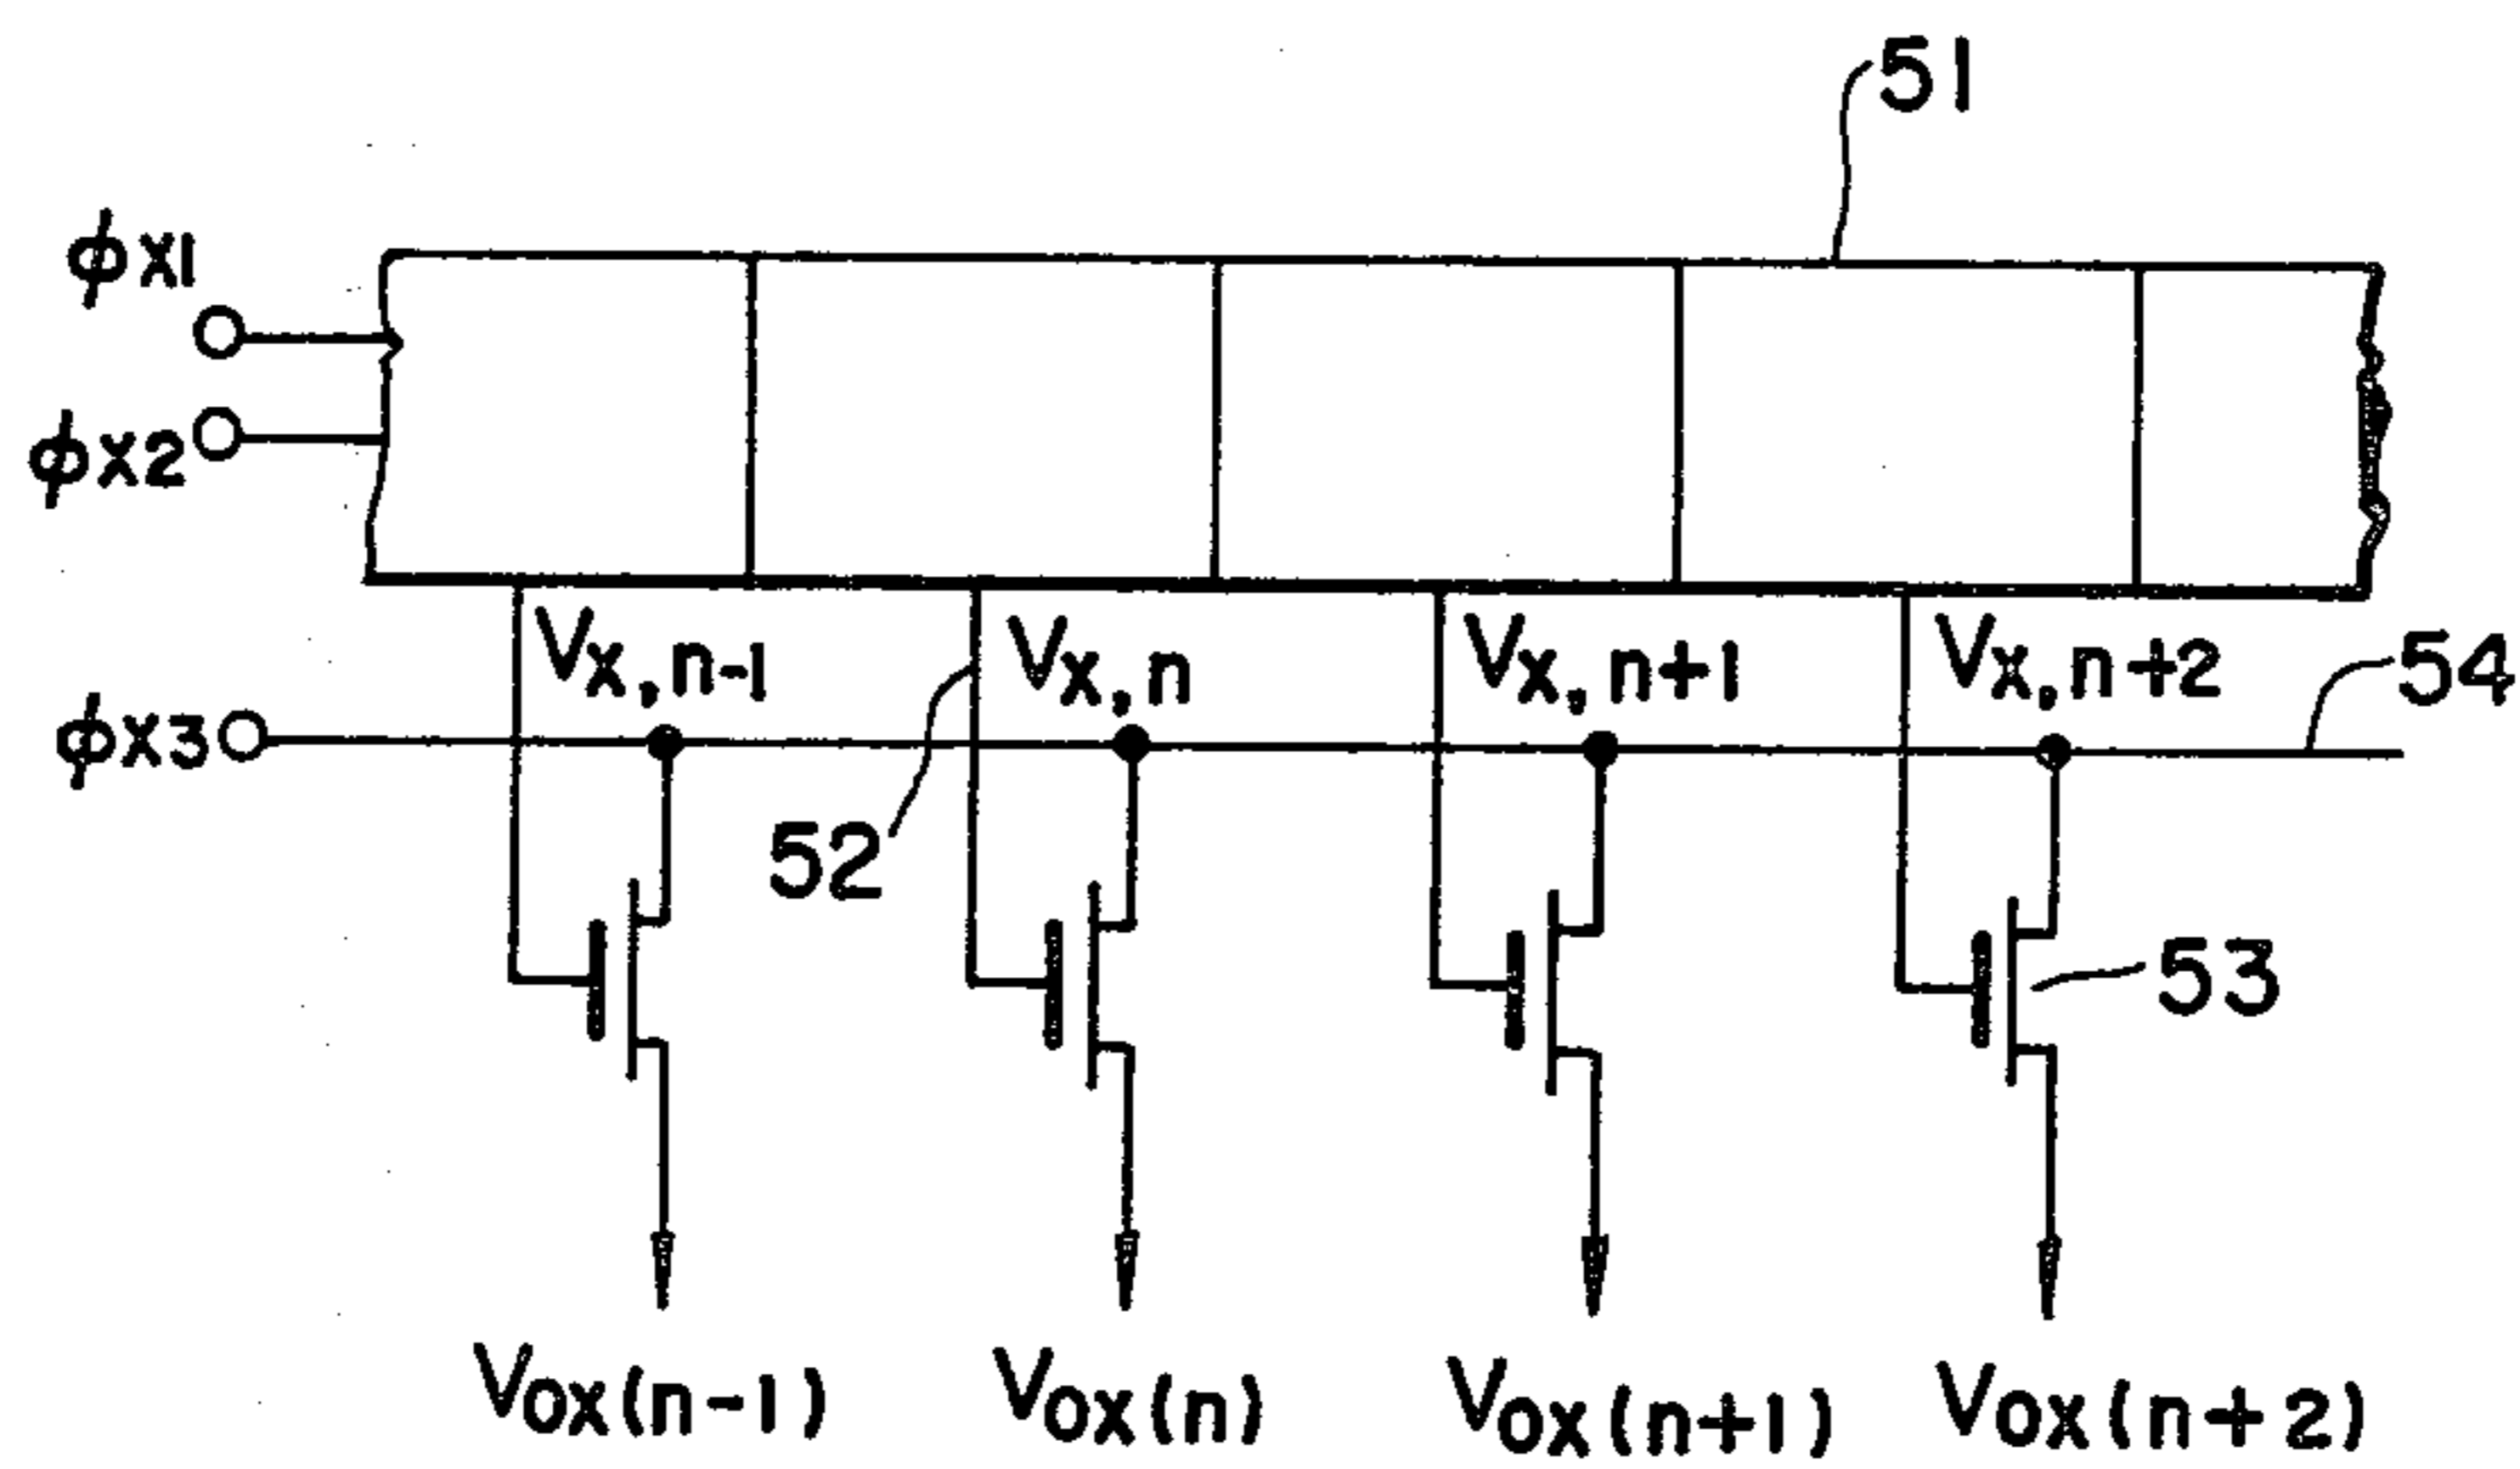 51
ϕx1
ϕx2
Vx,n-1 Vx,n Vx,n+1 Vx,n+2 54
ϕx3
52
53
Vox(n-1) Vox(n) Vox(n+1) Vox(n+2)